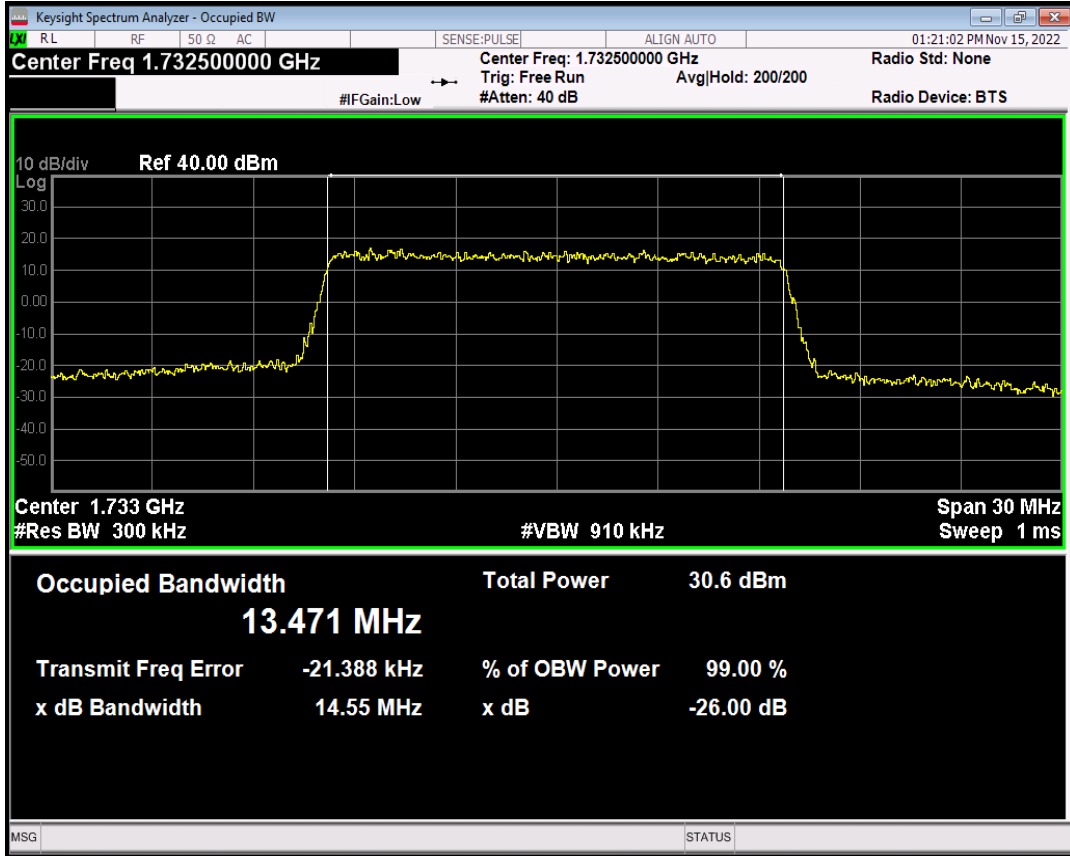 Keysight Spectrum Analyzer - Occupied BW
LXI RL RF 50 Ω AC SENSE:PULSE ALIGN AUTO 01:21:02 PM Nov 15, 2022
Center Freq 1.732500000 GHz Center Freq: 1.732500000 GHz Radio Std: None
Trig: Free Run Avg|Hold: 200/200
#IFGain:Low #Atten: 40 dB Radio Device: BTS
10 dB/div Ref 40.00 dBm
Log
30.0
20.0
10.0
0.00
-10.0
-20.0
-30.0
-40.0
-50.0
Center 1.733 GHz Span 30 MHz
#Res BW 300 kHz #VBW 910 kHz Sweep 1 ms
Occupied Bandwidth Total Power 30.6 dBm
13.471 MHz
Transmit Freq Error -21.388 kHz % of OBW Power 99.00 %
x dB Bandwidth 14.55 MHz x dB -26.00 dB
MSG STATUS